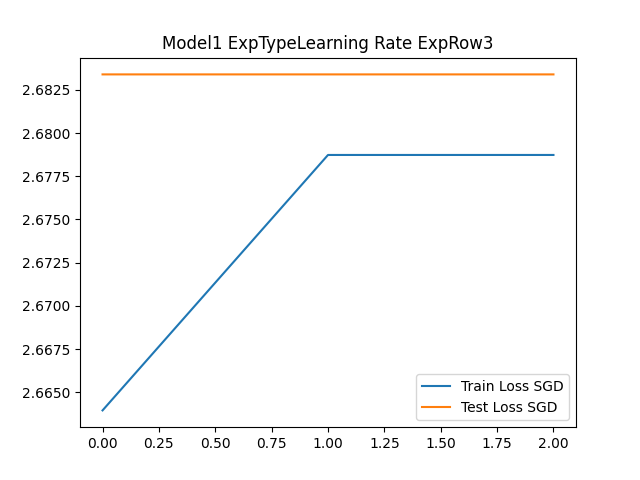 Model1 ExpTypeLearning Rate ExpRow3
2.6825
2.6800
2.6775
2.6750
2.6725
2.6700
2.6675
2.6650
Train Loss SGD
Test Loss SGD
0.00 0.25 0.50 0.75 1.00 1.25 1.50 1.75 2.00